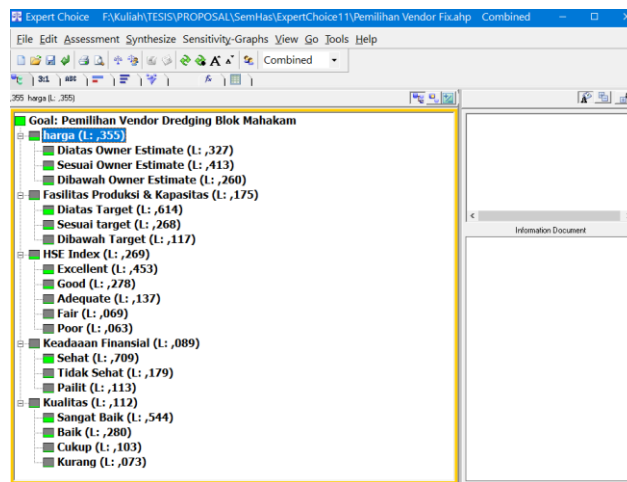 Expert Choice F:\Kuliah\TESIS\PROPOSAL\SemHas\ExpertChoice11\Pemilihan Vendor Fix.ahp Combined
File Edit Assessment Synthesize Sensitivity-Graphs View Go Tools Help
Combined
3:1 ABC
,355 harga (L: ,355)
Goal: Pemilihan Vendor Dredging Blok Mahakam
harga (L: ,355)
Diatas Owner Estimate (L: ,327)
Sesuai Owner Estimate (L: ,413)
Dibawah Owner Estimate (L: ,260)
Fasilitas Produksi & Kapasitas (L: ,175)
Diatas Target (L: ,614)
Sesuai target (L: ,268)
Dibawah Target (L: ,117)
HSE Index (L: ,269)
Excellent (L: ,453)
Good (L: ,278)
Adequate (L: ,137)
Fair (L: ,069)
Poor (L: ,063)
Keadaaan Finansial (L: ,089)
Sehat (L: ,709)
Tidak Sehat (L: ,179)
Pailit (L: ,113)
Kualitas (L: ,112)
Sangat Baik (L: ,544)
Baik (L: ,280)
Cukup (L: ,103)
Kurang (L: ,073)
Information Document